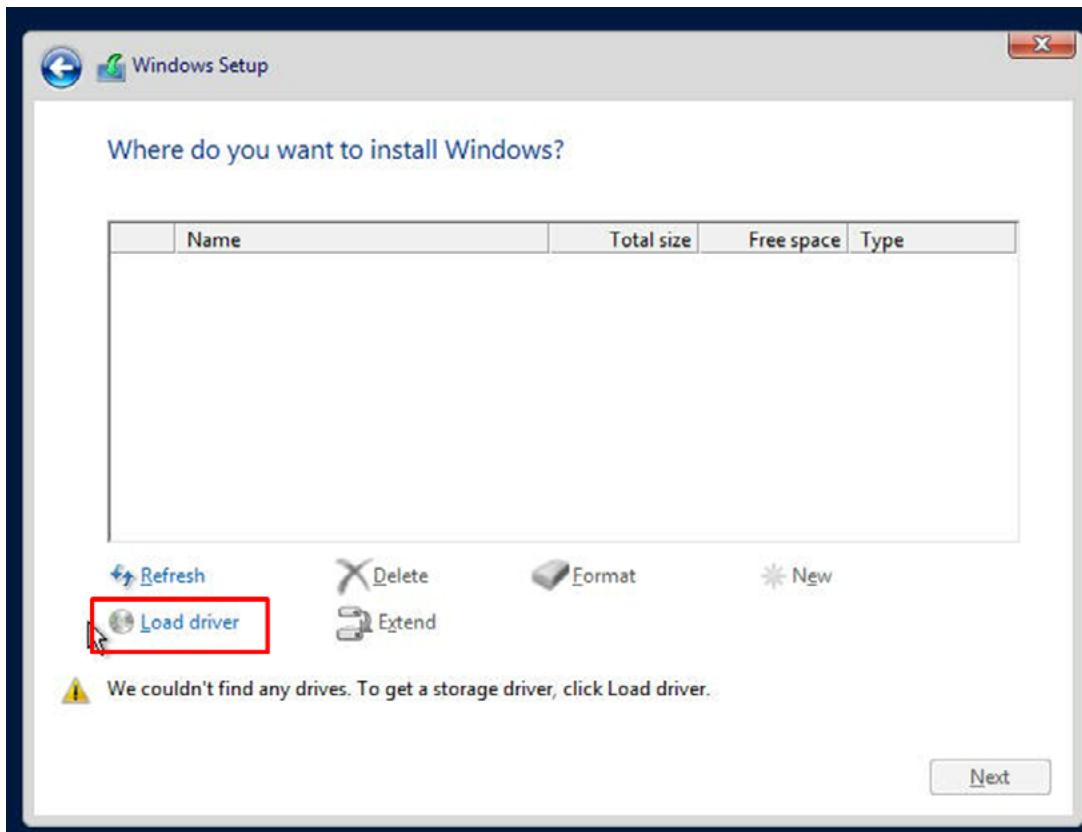 Windows Setup
Where do you want to install Windows?
Name Total size Free space Type
Refresh Delete Format New
Load driver Extend
We couldn't find any drives. To get a storage driver, click Load driver.
Next